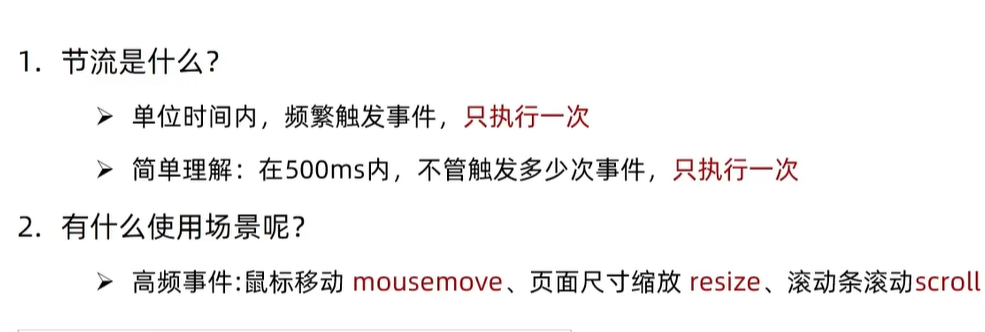 1. 节流是什么？
➢ 单位时间内，频繁触发事件，只执行一次
➢ 简单理解：在500ms内，不管触发多少次事件，只执行一次
2. 有什么使用场景呢？
➢ 高频事件:鼠标移动 mousemove、页面尺寸缩放 resize、滚动条滚动scroll